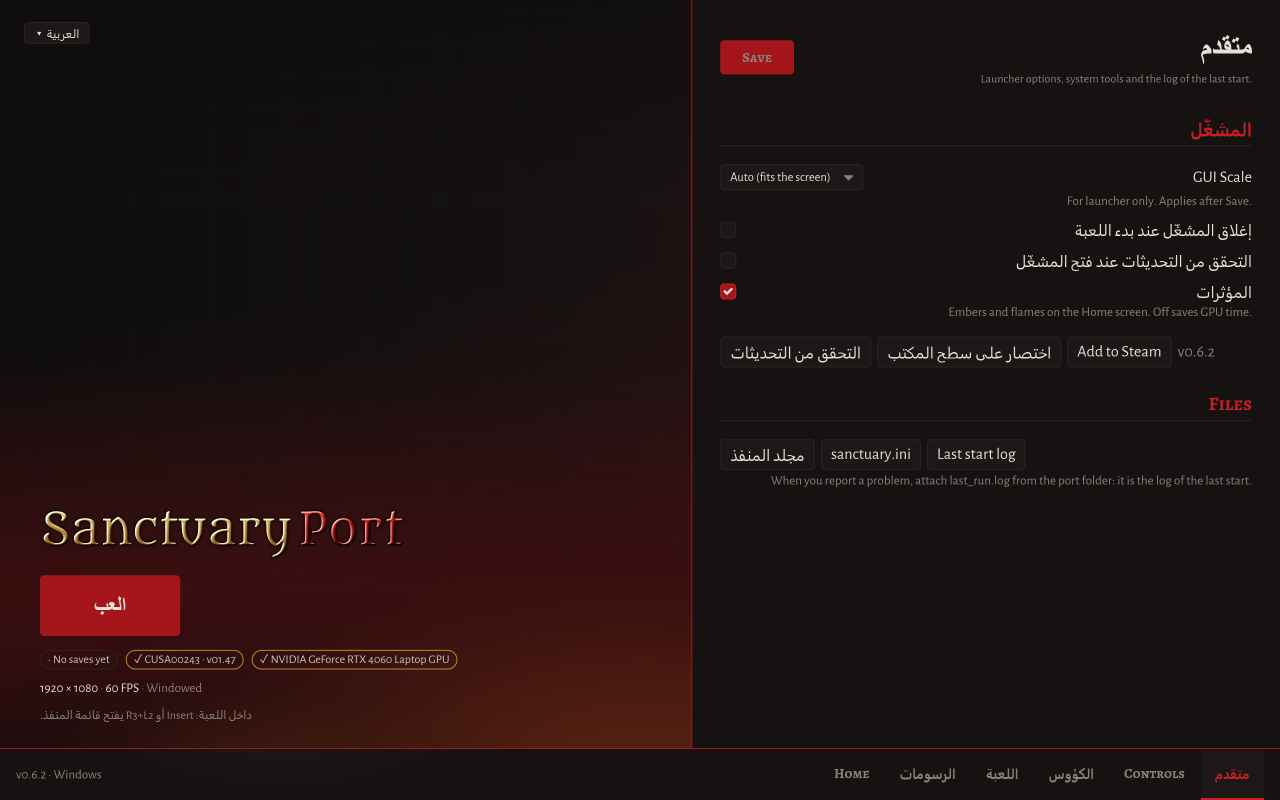 العربية ▾
Sanctuary Port
العب
· No saves yet
✓ CUSA00243 · v01.47
✓ NVIDIA GeForce RTX 4060 Laptop GPU
1920 × 1080 · 60 FPS · Windowed
داخل اللعبة: Insert أو R3+L2 يفتح قائمة المنفذ.
متقدم
Save
Launcher options, system tools and the log of the last start.
المشغّل
GUI Scale
Auto (fits the screen)
For launcher only. Applies after Save.
إغلاق المشغّل عند بدء اللعبة
التحقق من التحديثات عند فتح المشغّل
المؤثرات
Embers and flames on the Home screen. Off saves GPU time.
التحقق من التحديثات
اختصار على سطح المكتب
Add to Steam
v0.6.2
Files
مجلد المنفذ
sanctuary.ini
Last start log
When you report a problem, attach last_run.log from the port folder: it is the log of the last start.
v0.6.2 · Windows
Home
الرسومات
اللعبة
الكؤوس
Controls
متقدم